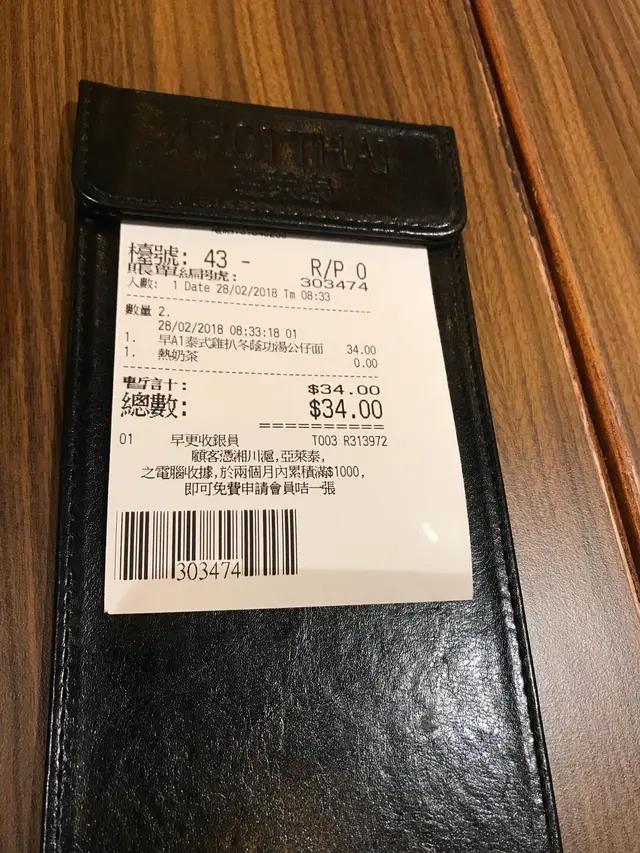 檯號: 43 - R/P 0
賬單編號: 303474
人數: 1 Date 28/02/2018 Tm 08:33
數量 2.
28/02/2018 08:33:18 01
1. 早A1泰式雞扒冬蔭功湯公仔面 34.00
1. 熱奶茶 0.00
暫計: $34.00
總數: $34.00
01 早更收銀員 T003 R313972
顧客憑湘川滬,亞萊泰,
之電腦收據,於兩個月內累積滿$1000,
即可免費申請會員咭一張
303474